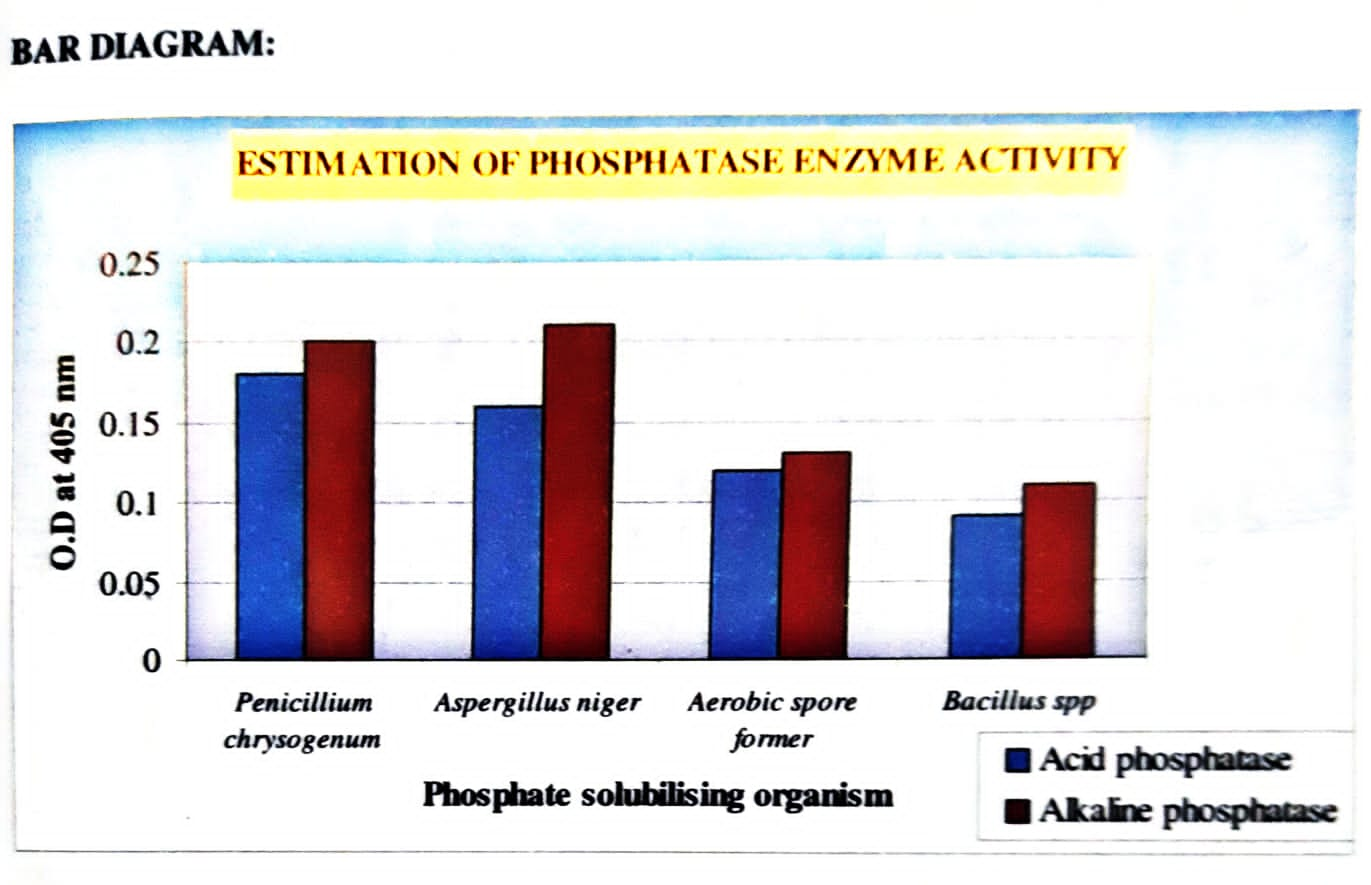 BAR DIAGRAM:
ESTIMATION OF PHOSPHATASE ENZYME ACTIVITY
0.25
0.2
0.15
0.1
0.05
0
O.D at 405 nm
Penicillium
chrysogenum
Aspergillus niger
Aerobic spore
former
Bacillus spp
Phosphate solubilising organism
Acid phosphatase
Alkaline phosphatase